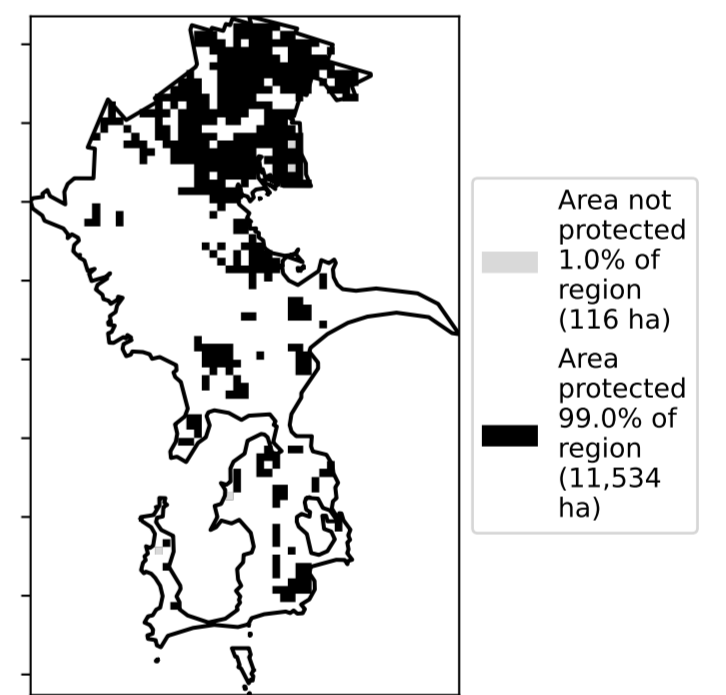 Area not
protected
1.0% of
region
(116 ha)
Area
protected
99.0% of
region
(11,534
ha)